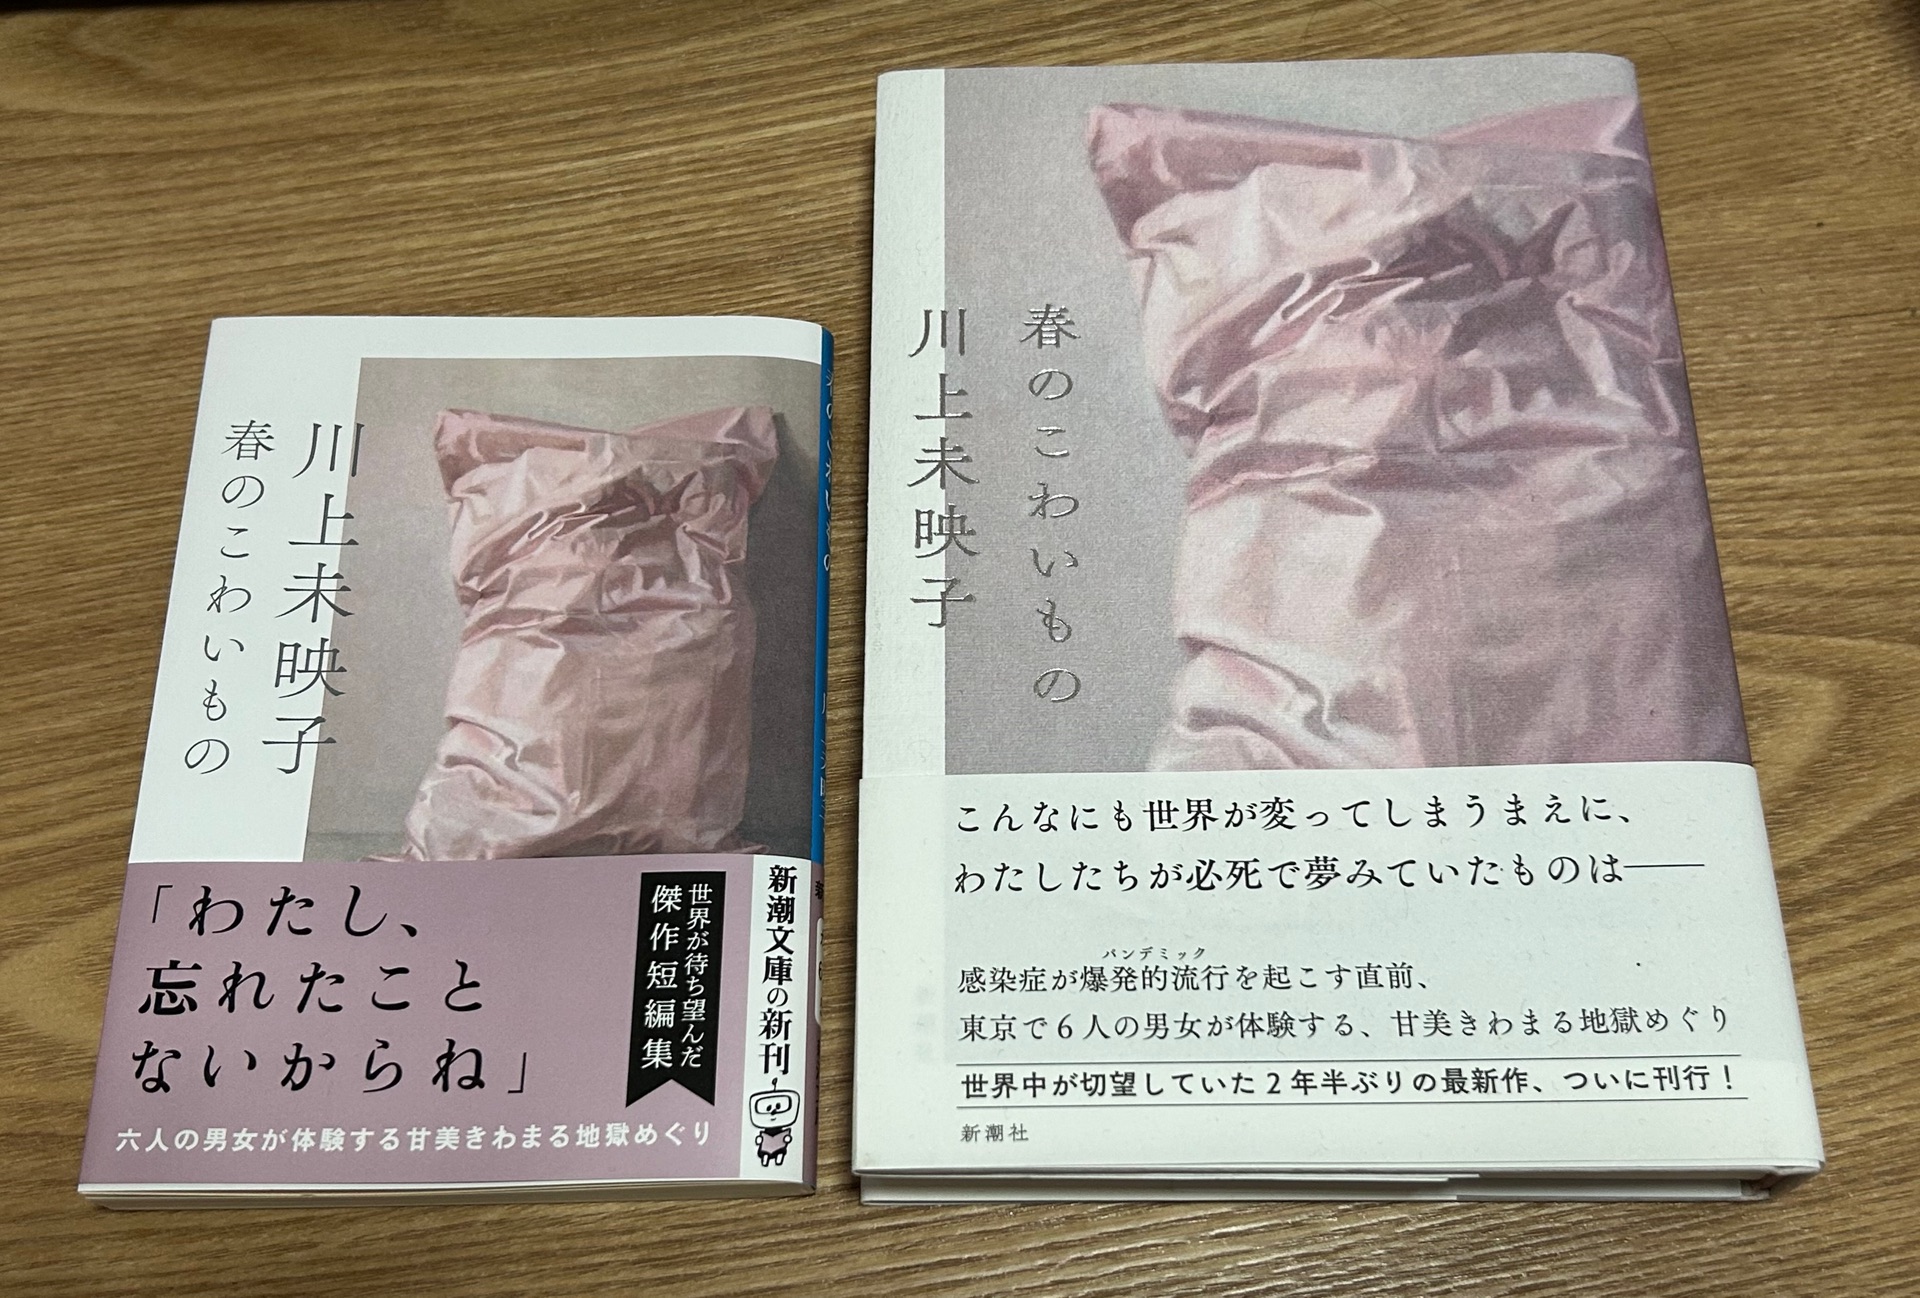 川上未映子
春のこわいもの
「わたし、
忘れたこと
ないからね」
世界が待ち望んだ
傑作短編集
六人の男女が体験する甘美きわまる地獄めぐり
新潮文庫の新刊
春のこわいもの
川上未映子
こんなにも世界が変ってしまうまえに、
わたしたちが必死で夢みていたものは――
パンデミック
感染症が爆発的流行を起こす直前、
東京で6人の男女が体験する、甘美きわまる地獄めぐり
世界中が切望していた2年半ぶりの最新作、ついに刊行!
新潮社